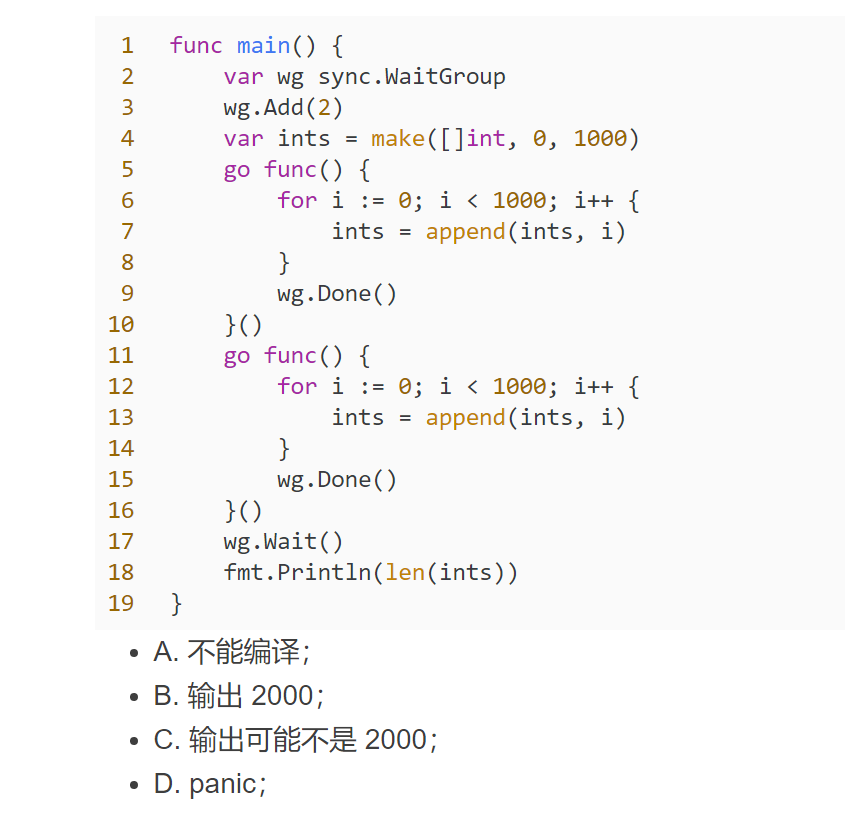 1 func main() {
2     var wg sync.WaitGroup
3     wg.Add(2)
4     var ints = make([]int, 0, 1000)
5     go func() {
6         for i := 0; i < 1000; i++ {
7             ints = append(ints, i)
8         }
9         wg.Done()
10     }()
11     go func() {
12         for i := 0; i < 1000; i++ {
13             ints = append(ints, i)
14         }
15         wg.Done()
16     }()
17     wg.Wait()
18     fmt.Println(len(ints))
19 }
• A. 不能编译；
• B. 输出 2000；
• C. 输出可能不是 2000；
• D. panic；